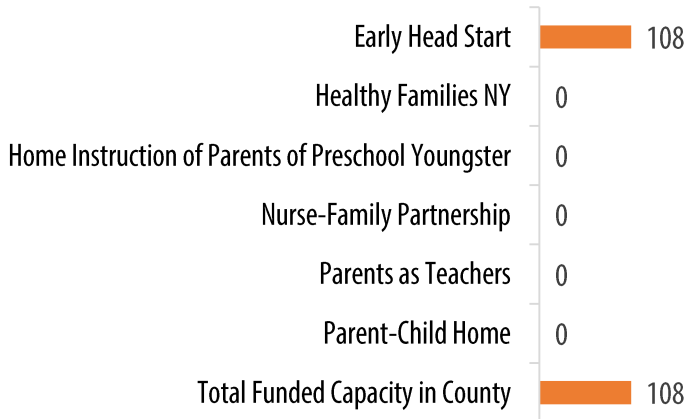 Early Head Start 108
Healthy Families NY 0
Home Instruction of Parents of Preschool Youngster 0
Nurse-Family Partnership 0
Parents as Teachers 0
Parent-Child Home 0
Total Funded Capacity in County 108